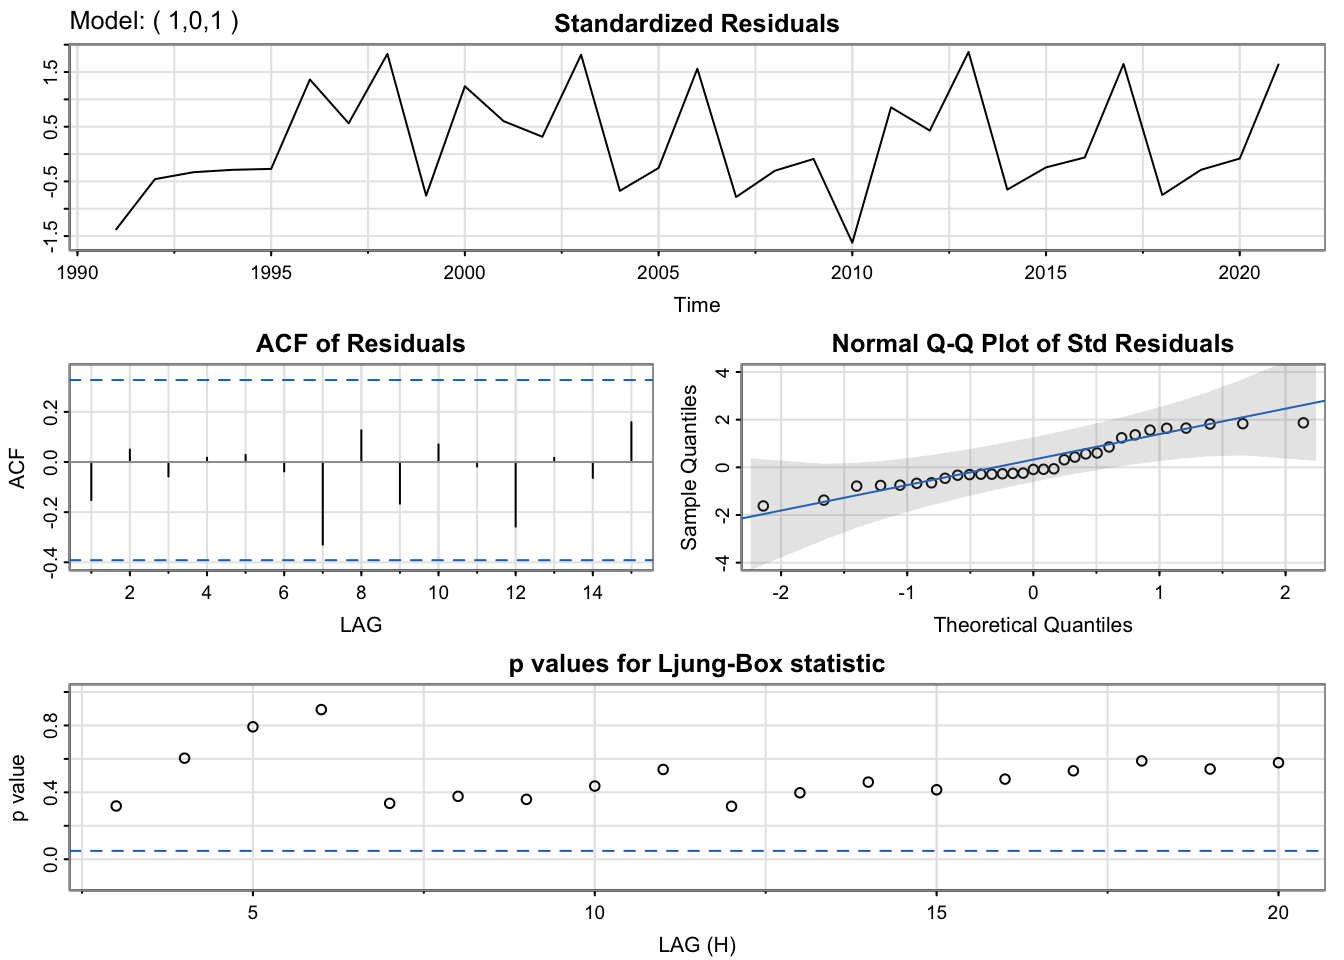 Model: ( 1,0,1 )
Standardized Residuals
1.5
0.5
-0.5
-1.5
1990 1995 2000 2005 2010 2015 2020
Time
ACF of Residuals
ACF
0.2
0.0
-0.2
-0.4
2 4 6 8 10 12 14
LAG
Normal Q-Q Plot of Std Residuals
Sample Quantiles
4
2
0
-2
-4
-2 -1 0 1 2
Theoretical Quantiles
p values for Ljung-Box statistic
p value
0.8
0.4
0.0
5 10 15 20
LAG (H)